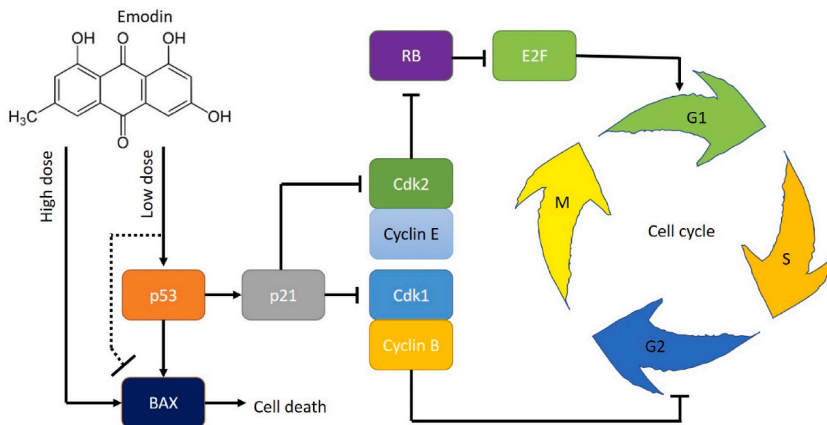 Emodin
OH
O
OH
H₃C
O
OH
High dose
Low dose
p53
p21
BAX
Cell death
RB
E2F
Cdk2
Cyclin E
Cdk1
Cyclin B
G1
S
G2
M
Cell cycle